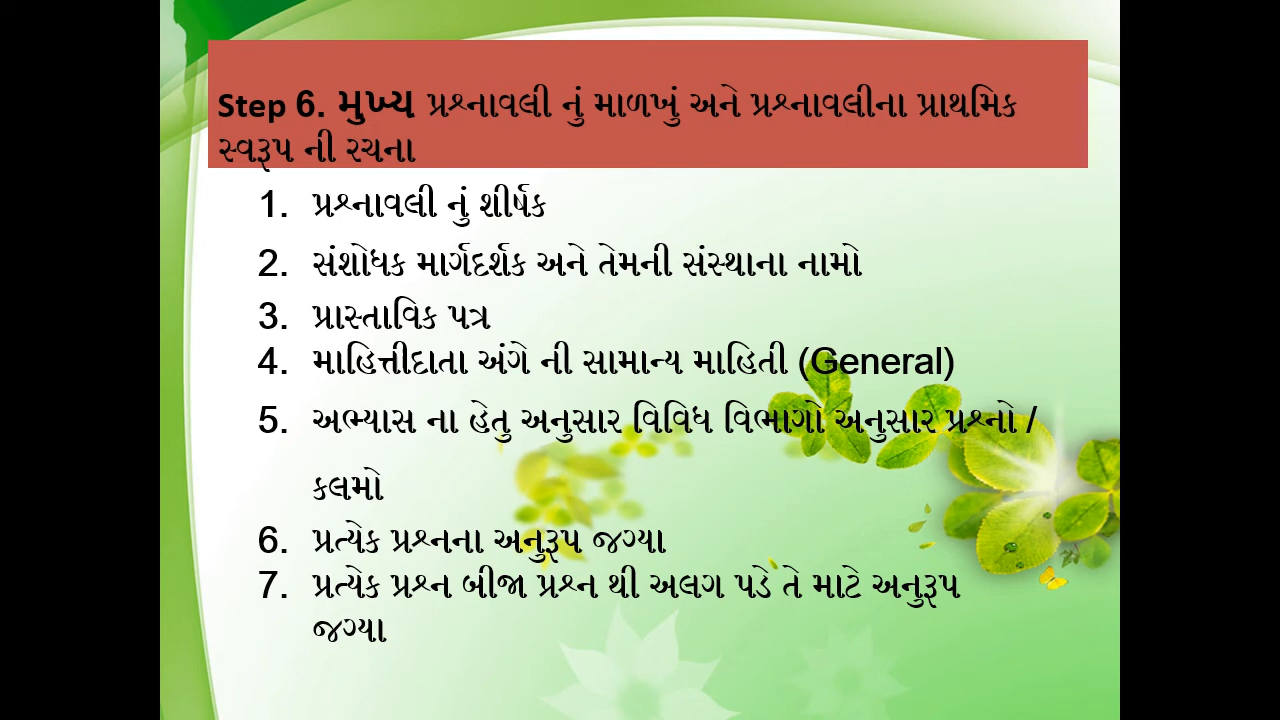 Step 6. મુખ્ય પ્રશ્નાવલી નું માળખું અને પ્રશ્નાવલીના પ્રાથમિક
સ્વરૂપ ની રચના
1. પ્રશ્નાવલી નું શીર્ષક
2. સંશોધક માર્ગદર્શક અને તેમની સંસ્થાના નામો
3. પ્રાસ્તાવિક પત્ર
4. માહિત્તીદાતા અંગે ની સામાન્ય માહિતી (General)
5. અભ્યાસ ના હેતુ અનુસાર વિવિધ વિભાગો અનુસાર પ્રશ્નો /
કલમો
6. પ્રત્યેક પ્રશ્નના અનુરૂપ જગ્યા
7. પ્રત્યેક પ્રશ્ન બીજા પ્રશ્ન થી અલગ પડે તે માટે અનુરૂપ
જગ્યા